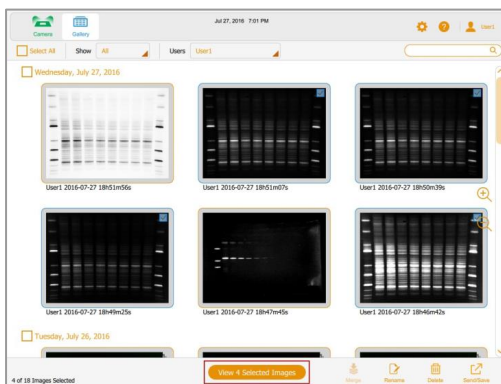 Jul 27, 2016 7:01 PM
Camera
Gallery
User1
Select All
Show
All
Users
User1
Wednesday, July 27, 2016
User1 2016-07-27 18h51m56s
User1 2016-07-27 18h51m07s
User1 2016-07-27 18h50m39s
User1 2016-07-27 18h49m25s
User1 2016-07-27 18h47m45s
User1 2016-07-27 18h46m42s
Tuesday, July 26, 2016
4 of 18 Images Selected
View 4 Selected Images
Merge
Rename
Delete
Send/Save